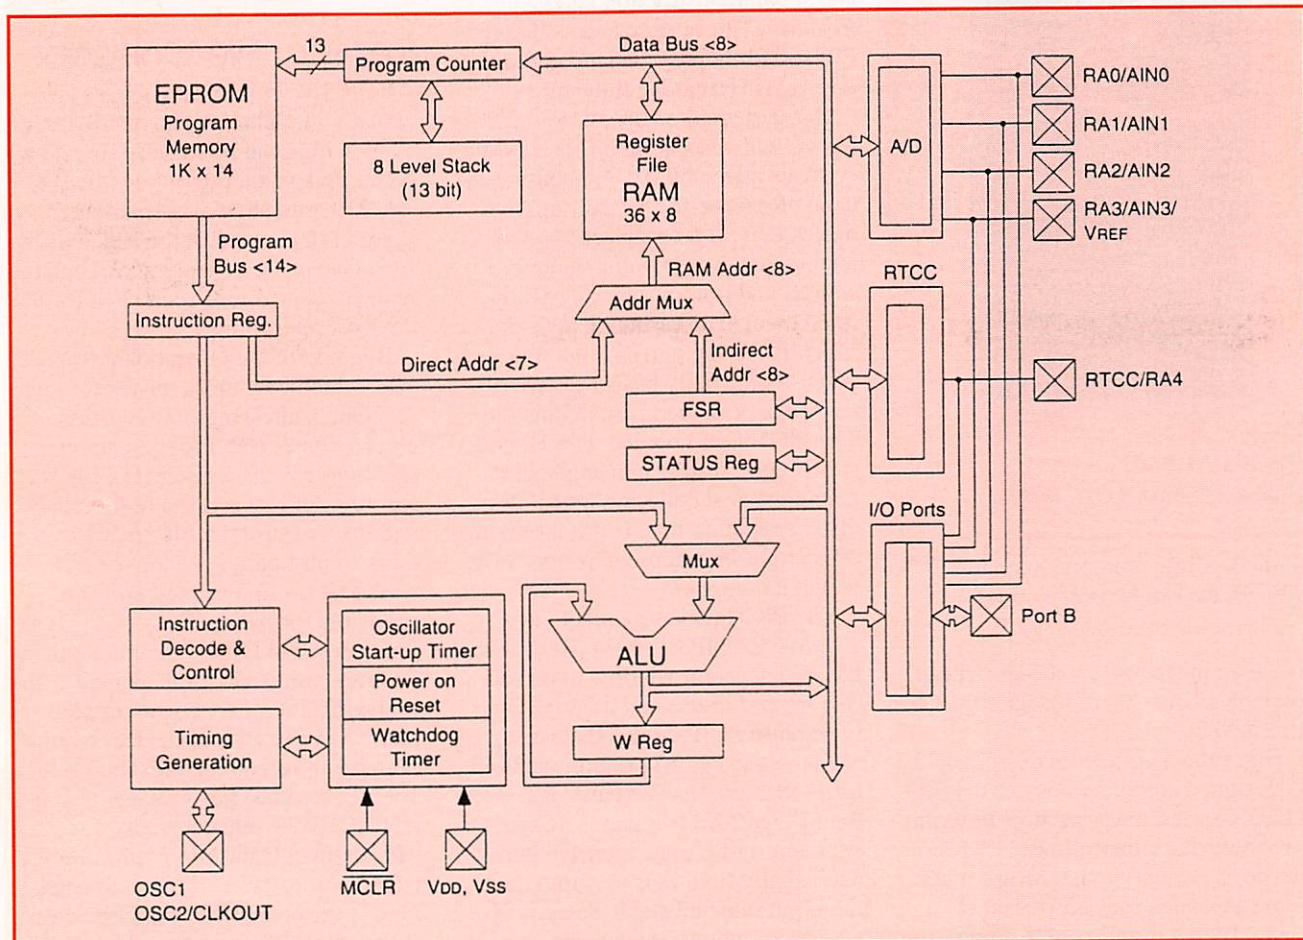 13
Program Counter
Data Bus <8>
EPROM
Program
Memory
1K x 14
8 Level Stack
(13 bit)
Register
File
RAM
36 x 8
A/D
RA0/AIN0
RA1/AIN1
RA2/AIN2
RA3/AIN3/
VREF
Program
Bus <14>
RAM Addr <8>
RTCC
Instruction Reg.
Addr Mux
Direct Addr <7>
Indirect
Addr <8>
RTCC/RA4
FSR
STATUS Reg
I/O Ports
Mux
Instruction
Decode &
Control
Oscillator
Start-up Timer
Power on
Reset
Watchdog
Timer
ALU
Port B
Timing
Generation
W Reg
OSC1
OSC2/CLKOUT
MCLR
VDD, VSS